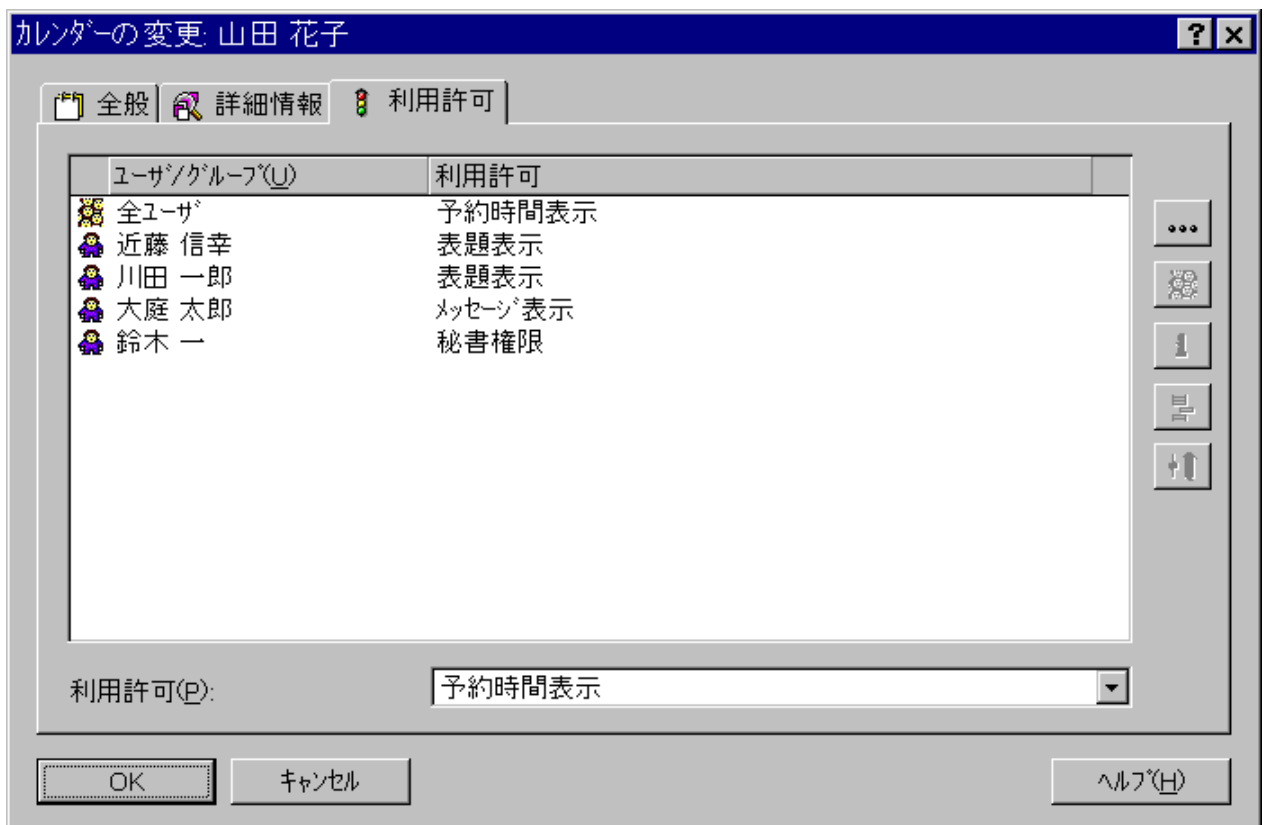 ｶﾚﾝﾀﾞｰの変更: 山田 花子
全般 詳細情報 利用許可
ﾕｰｻﾞ/ｸﾞﾙｰﾌﾟ(U) 利用許可
全ﾕｰｻﾞ 予約時間表示
近藤 信幸 表題表示
川田 一郎 表題表示
大庭 太郎 ﾒｯｾｰｼﾞ表示
鈴木 一 秘書権限
利用許可(P): 予約時間表示
OK ｷｬﾝｾﾙ ﾍﾙﾌﾟ(H)